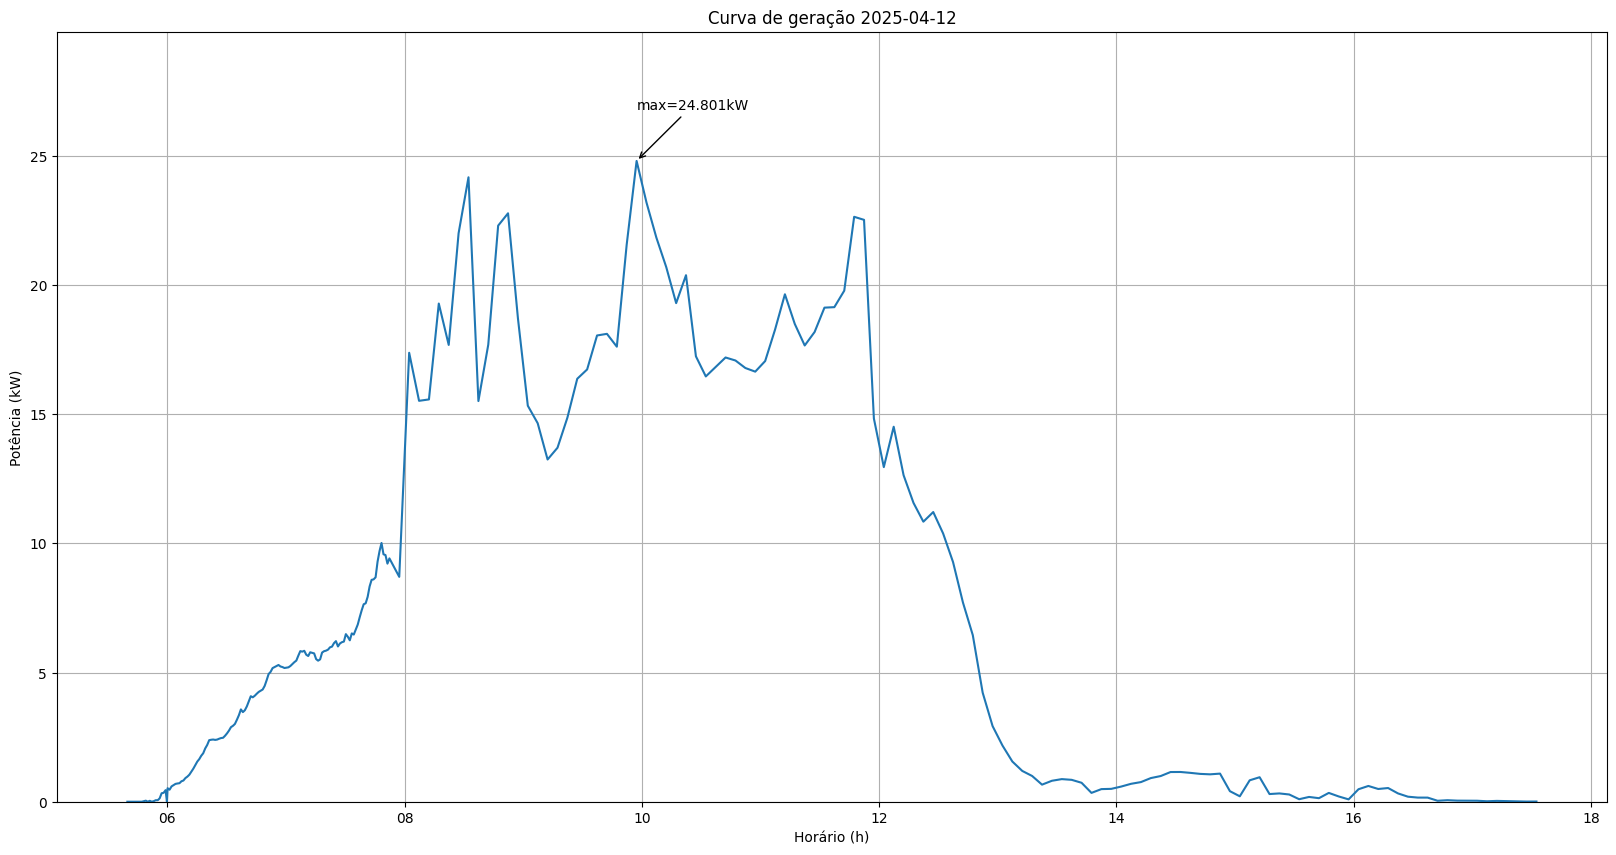 Curva de geração 2025-04-12
max=24.801kW
25
20
15
10
5
0
Potência (kW)
06 08 10 12 14 16 18
Horário (h)